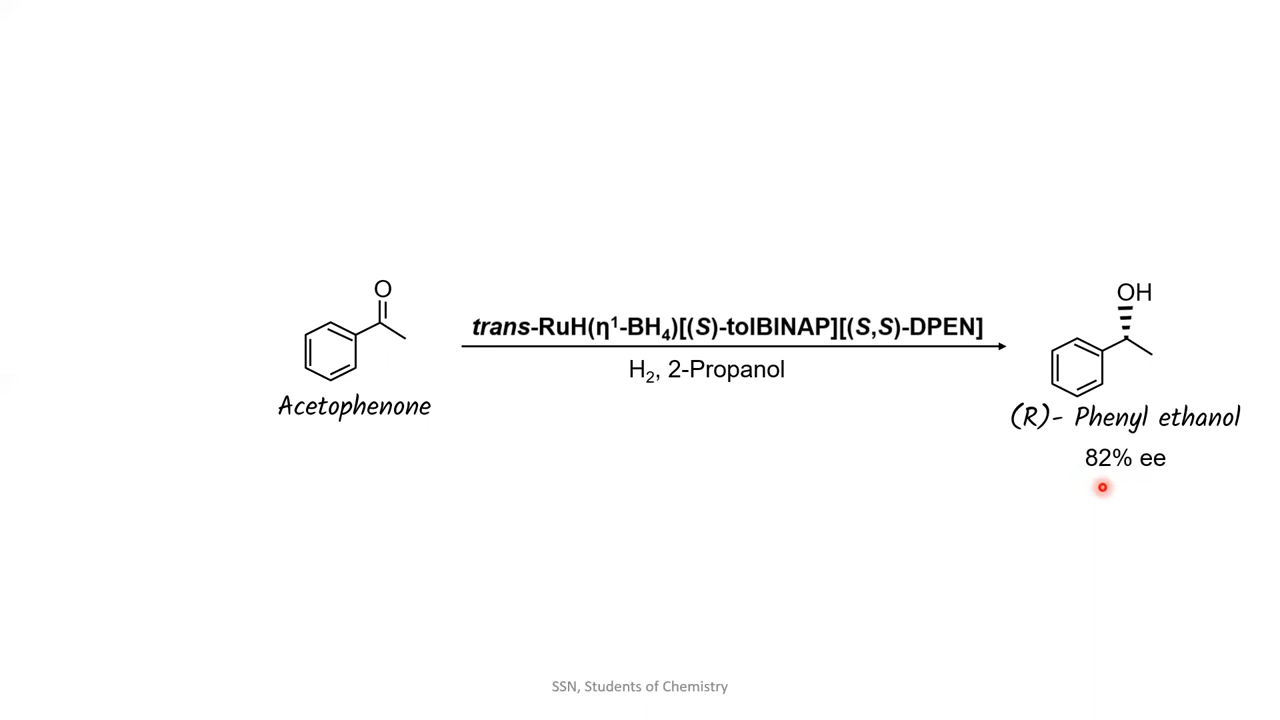 O
OH
trans-RuH(η¹-BH₄)[(S)-tolBINAP][(S,S)-DPEN]
H₂, 2-Propanol
Acetophenone
(R)- Phenyl ethanol
82% ee
SSN, Students of Chemistry